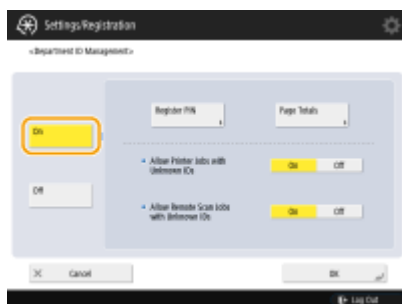 Settings/Registration
<Department ID Management>
On
Register PIN
Page Totals
Allow Printer Jobs with
Unknown IDs
On
Off
Off
Allow Remote Scan Jobs
with Unknown IDs
On
Off
Cancel
OK
Log Out